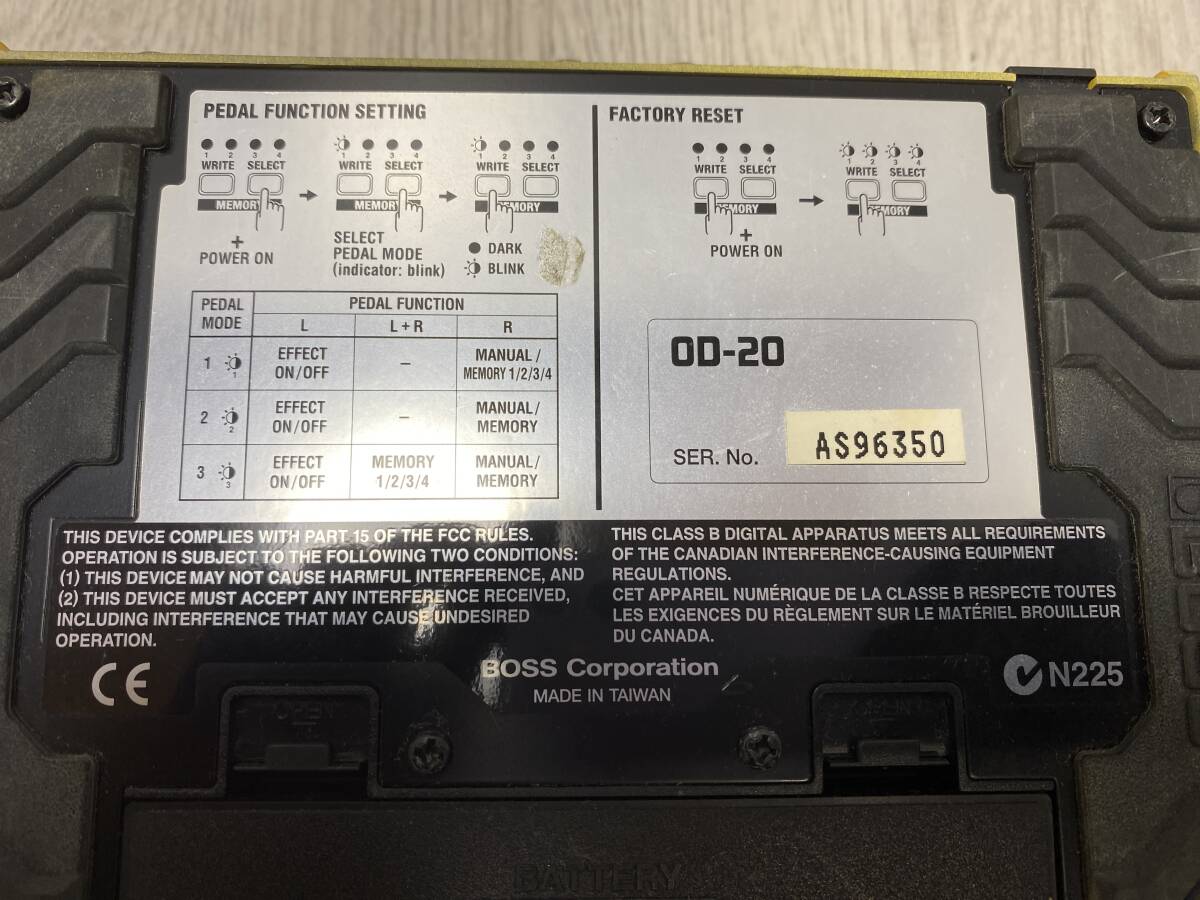 PEDAL FUNCTION SETTING
1 2 3 4
WRITE SELECT
MEMORY
+
POWER ON
1 2 3 4
WRITE SELECT
MEMORY
SELECT
PEDAL MODE
(indicator: blink)
1 2 3 4
WRITE SELECT
MEMORY
DARK
BLINK
PEDAL MODE PEDAL FUNCTION
L L + R R
1 1 EFFECT ON/OFF – MANUAL / MEMORY 1/2/3/4
2 2 EFFECT ON/OFF – MANUAL/ MEMORY
3 3 EFFECT ON/OFF MEMORY 1/2/3/4 MANUAL/ MEMORY
FACTORY RESET
1 2 3 4
WRITE SELECT
MEMORY
+
POWER ON
1 2 3 4
WRITE SELECT
MEMORY
OD-20
SER. No. AS96350
THIS DEVICE COMPLIES WITH PART 15 OF THE FCC RULES.
OPERATION IS SUBJECT TO THE FOLLOWING TWO CONDITIONS:
(1) THIS DEVICE MAY NOT CAUSE HARMFUL INTERFERENCE, AND
(2) THIS DEVICE MUST ACCEPT ANY INTERFERENCE RECEIVED,
INCLUDING INTERFERENCE THAT MAY CAUSE UNDESIRED
OPERATION.
THIS CLASS B DIGITAL APPARATUS MEETS ALL REQUIREMENTS
OF THE CANADIAN INTERFERENCE-CAUSING EQUIPMENT
REGULATIONS.
CET APPAREIL NUMÉRIQUE DE LA CLASSE B RESPECTE TOUTES
LES EXIGENCES DU RÈGLEMENT SUR LE MATÉRIEL BROUILLEUR
DU CANADA.
CE
BOSS Corporation
MADE IN TAIWAN
N225
OPEN
OPEN
BATTERY